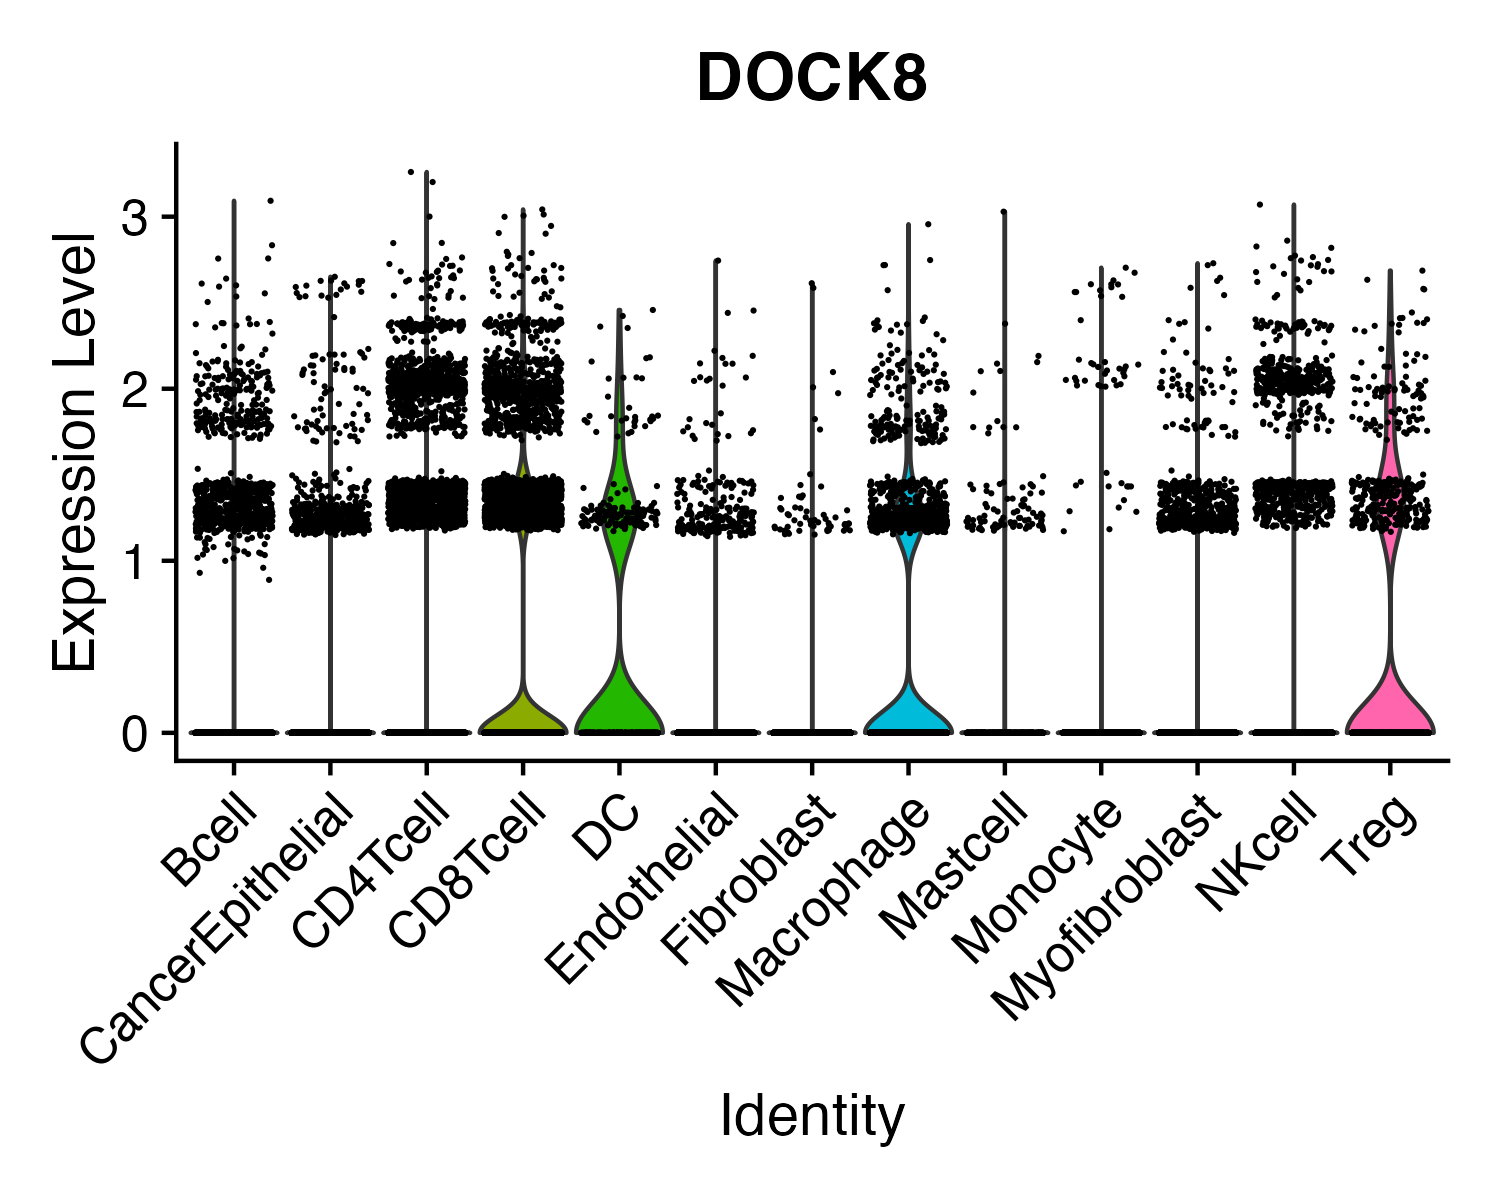 DOCK8
Expression Level
3
2
1
0
Bcell
CancerEpithelial
CD4Tcell
CD8Tcell
DC
Endothelial
Fibroblast
Macrophage
Mastcell
Monocyte
Myofibroblast
NKcell
Treg
Identity